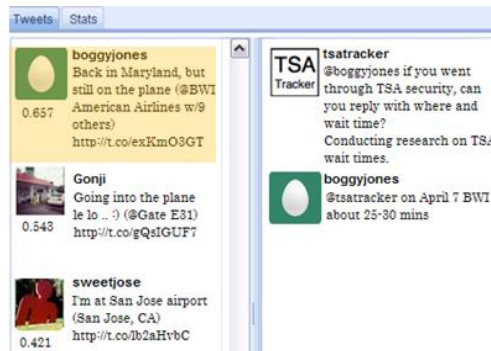 Tweets
Stats
boggyjones
Back in Maryland, but
still on the plane (@BWI
American Airlines w/9
others)
http://t.co/exKmO3GT
0.657
Gonji
Going into the plane
le lo .. :) (@Gate E31)
http://t.co/gQsIGUF7
0.543
sweetjose
I'm at San Jose airport
(San Jose, CA)
http://t.co/lb2aHvbC
0.421
TSA
Tracker
tsatracker
@boggyjones if you went
through TSA security, can
you reply with where and
wait time?
Conducting research on TSA
wait times.
boggyjones
@tsatracker on April 7 BWI
about 25-30 mins